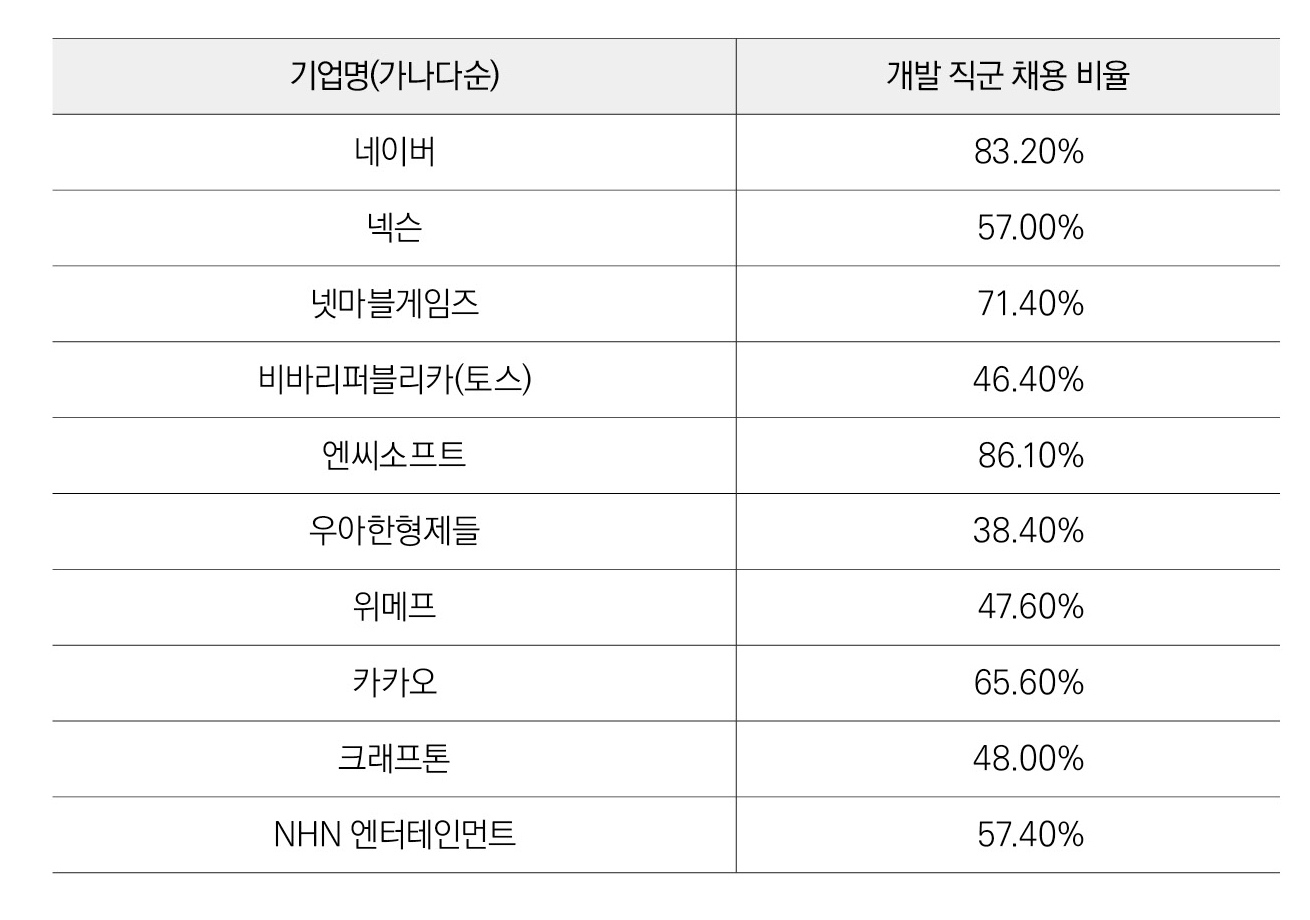 기업명(가나다순) 개발 직군 채용 비율
네이버 83.20%
넥슨 57.00%
넷마블게임즈 71.40%
비바리퍼블리카(토스) 46.40%
엔씨소프트 86.10%
우아한형제들 38.40%
위메프 47.60%
카카오 65.60%
크래프톤 48.00%
NHN 엔터테인먼트 57.40%